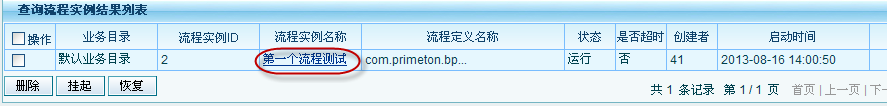 查询流程实例结果列表
操作 业务目录 流程实例ID 流程实例名称 流程定义名称 状态 是否超时 创建者 启动时间
默认业务目录 2 第一个流程测试 com.primeton.bp... 运行 否 41 2013-08-16 14:00:50
删除 挂起 恢复
共 1 条记录 第 1 / 1 页 首页 | 上一页 | 下一